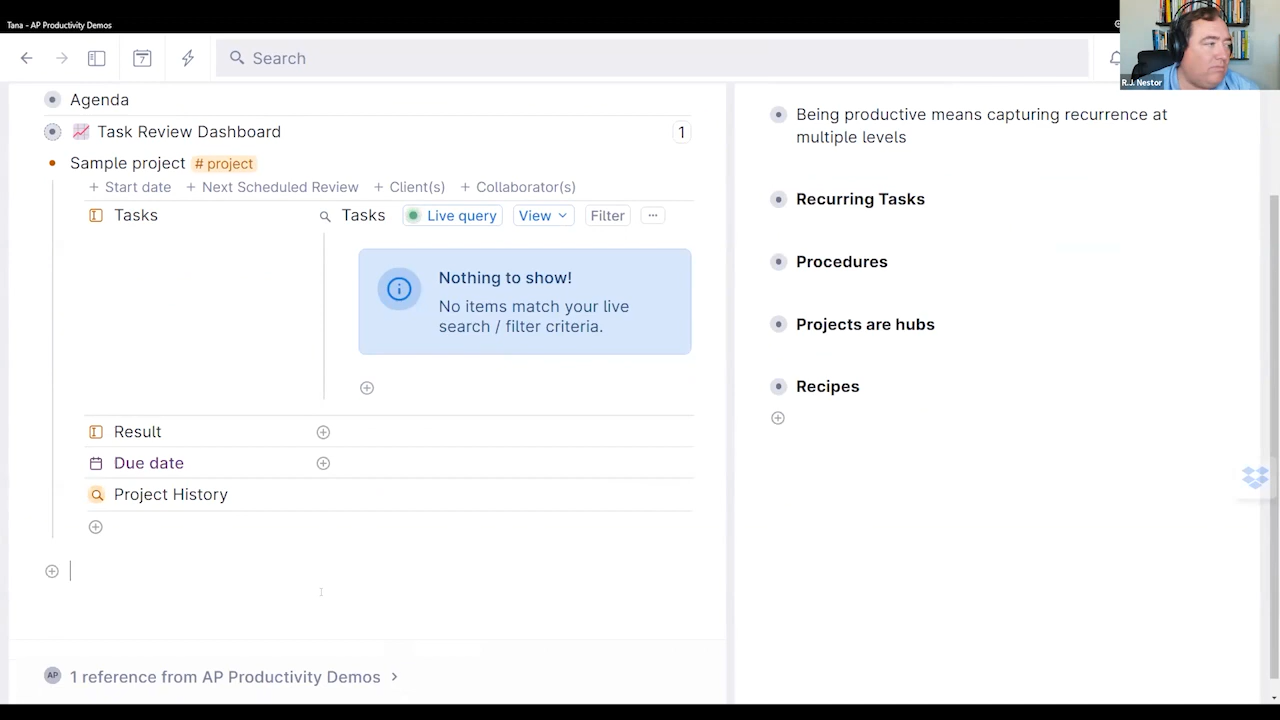 Tana - AP Productivity Demos
7
Search
R.J. Nestor
Agenda
📈 Task Review Dashboard
1
Sample project # project
+ Start date + Next Scheduled Review + Client(s) + Collaborator(s)
Tasks
Tasks Live query View Filter ...
Nothing to show!
No items match your live
search / filter criteria.
Result
Due date
Project History
AP 1 reference from AP Productivity Demos >
Being productive means capturing recurrence at
multiple levels
Recurring Tasks
Procedures
Projects are hubs
Recipes